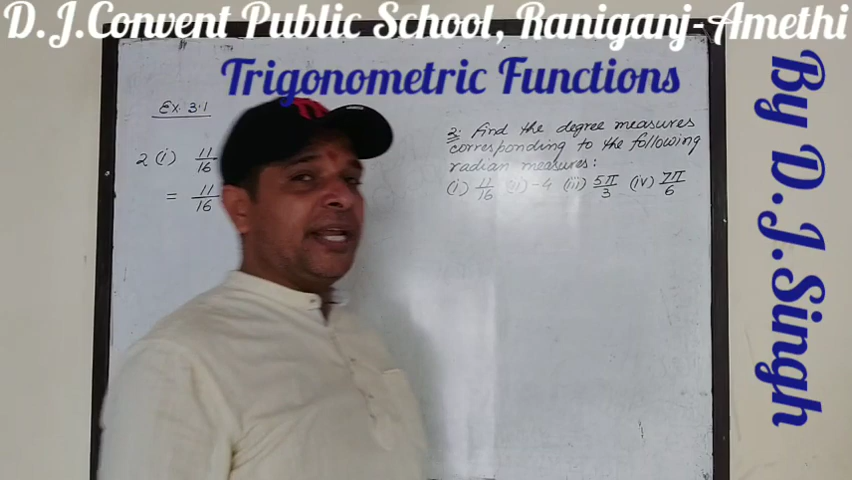 D.J.Convent Public School, Raniganj-Amethi
Trigonometric Functions
By D.J.Singh
Ex. 3.1
2 (i) 11/16
= 11/16
2. Find the degree measures
corresponding to the following
radian measures:
(i) 11/16 (ii) -4 (iii) 5π/3 (iv) 7π/6